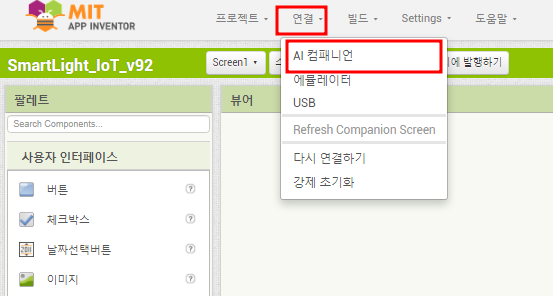 MIT
APP INVENTOR
프로젝트 연결 빌드 Settings 도움말
SmartLight_IoT_v92
Screen1
에 발행하기
AI 컴패니언
에뮬레이터
USB
Refresh Companion Screen
다시 연결하기
강제 초기화
팔레트
Search Components...
사용자 인터페이스
버튼
체크박스
날짜선택버튼
이미지
뷰어